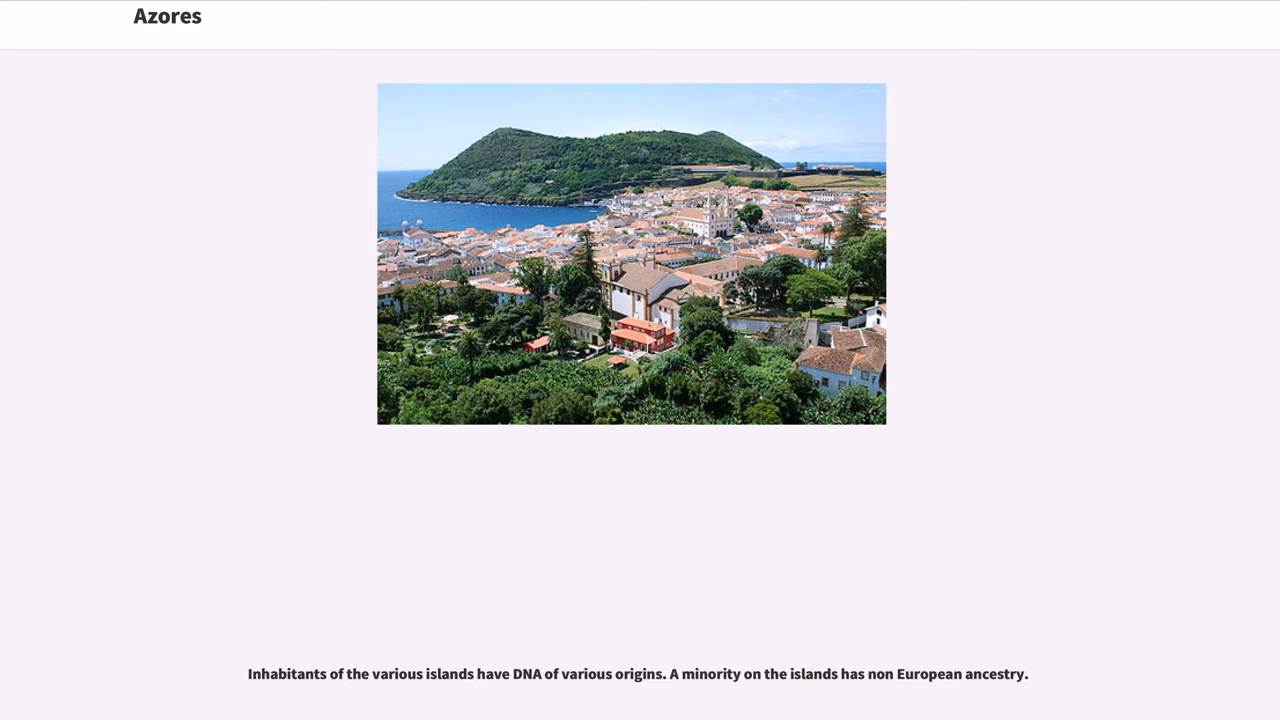 Azores
Inhabitants of the various islands have DNA of various origins. A minority on the islands has non European ancestry.